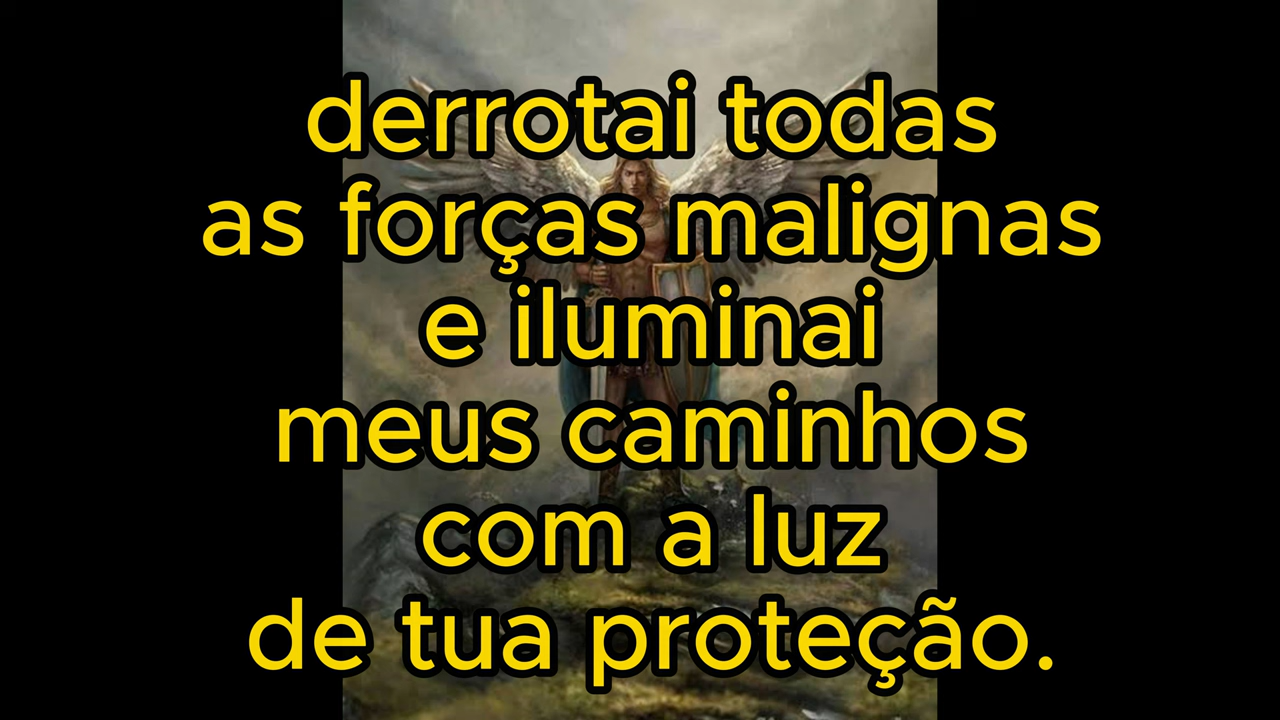 derrotai todas
as forças malignas
e iluminai
meus caminhos
com a luz
de tua proteção.